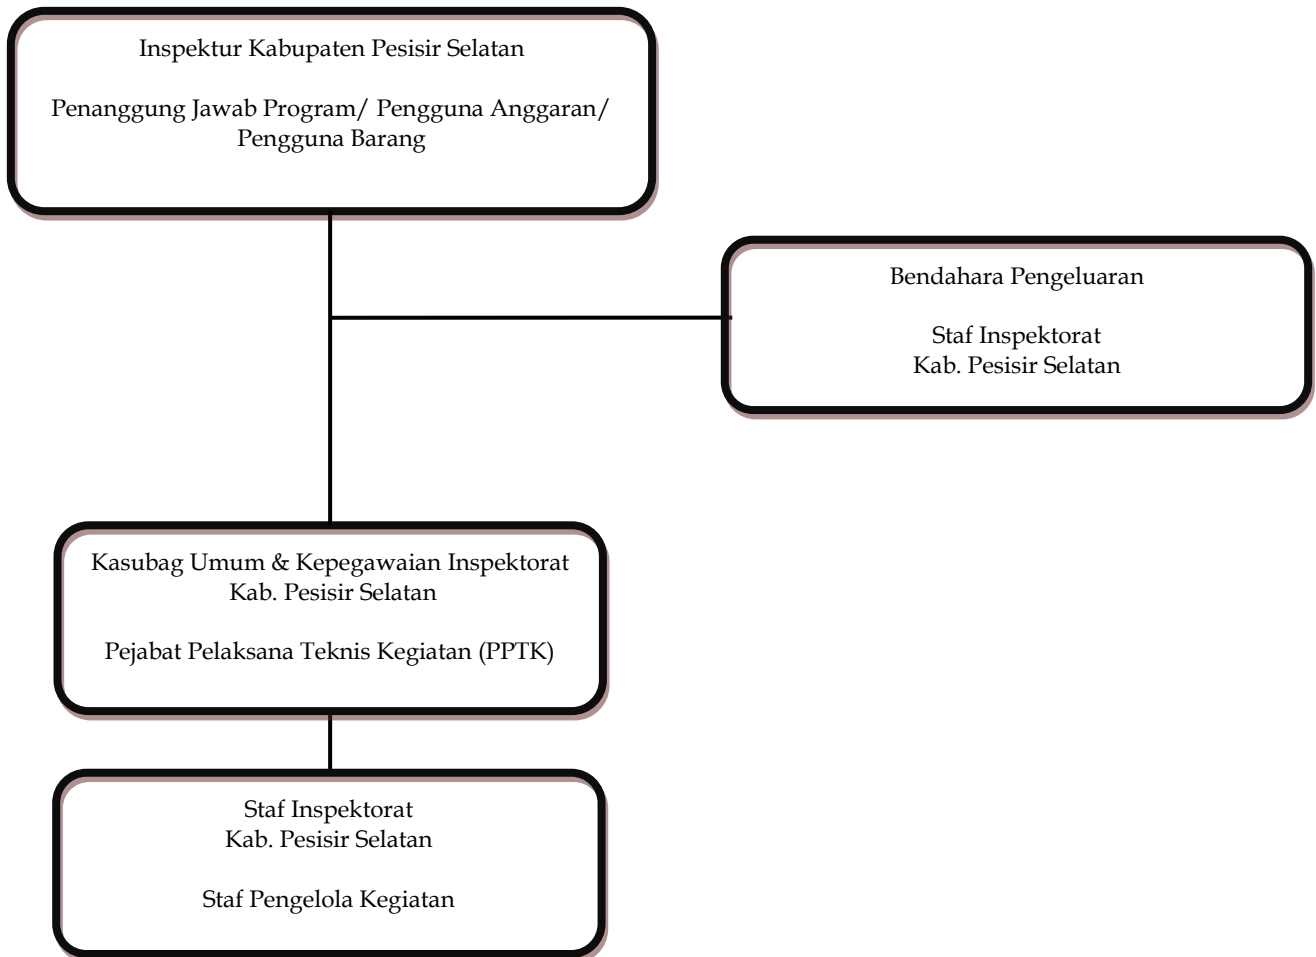 Inspektur Kabupaten Pesisir Selatan
Penanggung Jawab Program/ Pengguna Anggaran/
Pengguna Barang
Bendahara Pengeluaran
Staf Inspektorat
Kab. Pesisir Selatan
Kasubag Umum & Kepegawaian Inspektorat
Kab. Pesisir Selatan
Pejabat Pelaksana Teknis Kegiatan (PPTK)
Staf Inspektorat
Kab. Pesisir Selatan
Staf Pengelola Kegiatan